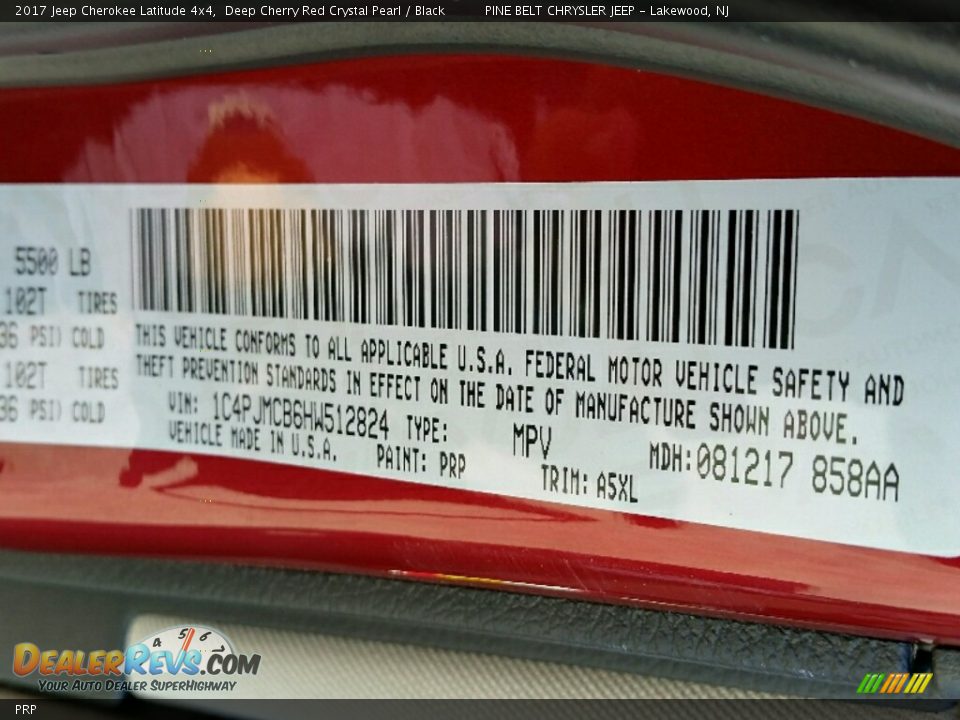 2017 Jeep Cherokee Latitude 4x4, Deep Cherry Red Crystal Pearl / Black PINE BELT CHRYSLER JEEP - Lakewood, NJ
5500 LB
102T TIRES
36 PSI) COLD
102T TIRES
36 PSI) COLD
THIS VEHICLE CONFORMS TO ALL APPLICABLE U.S.A. FEDERAL MOTOR VEHICLE SAFETY AND
THEFT PREVENTION STANDARDS IN EFFECT ON THE DATE OF MANUFACTURE SHOWN ABOVE.
VIN: 1C4PJMCB6HW512824 TYPE: MPV MDH: 081217 858AA
VEHICLE MADE IN U.S.A. PAINT: PRP TRIM: A5XL
4 5 6
DEALERREVS.COM
YOUR AUTO DEALER SUPERHIGHWAY
PRP